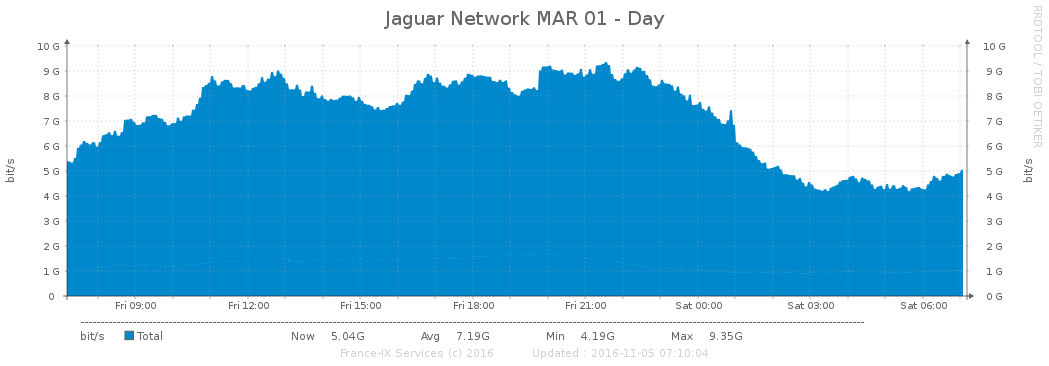 Jaguar Network MAR 01 - Day
RRDTOOL / TOBI OETIKER
10 G 10 G
9 G 9 G
8 G 8 G
7 G 7 G
6 G 6 G
5 G 5 G
4 G 4 G
3 G 3 G
2 G 2 G
1 G 1 G
0 0 G
bit/s
bit/s
Fri 09:00 Fri 12:00 Fri 15:00 Fri 18:00 Fri 21:00 Sat 00:00 Sat 03:00 Sat 06:00
bit/s Total Now 5.04G Avg 7.19G Min 4.19G Max 9.35G
France-IX Services (c) 2016 Updated : 2016-11-05 07:10:04